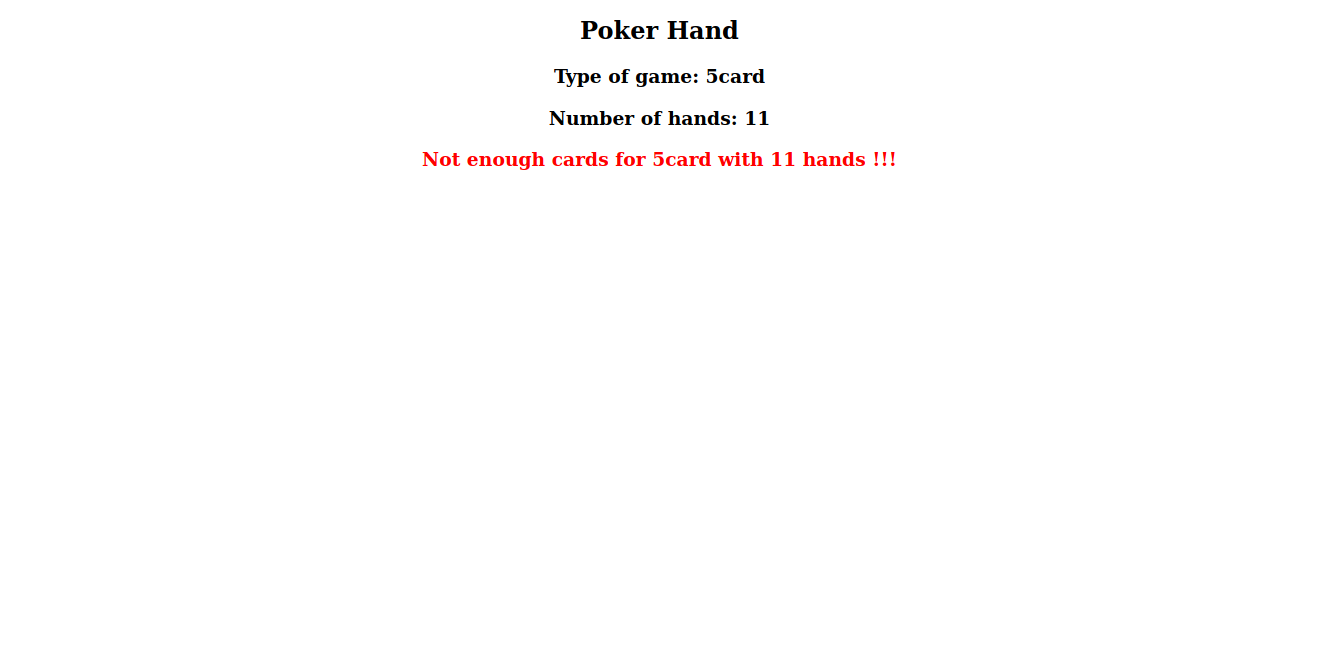 Poker Hand
Type of game: 5card
Number of hands: 11
Not enough cards for 5card with 11 hands !!!